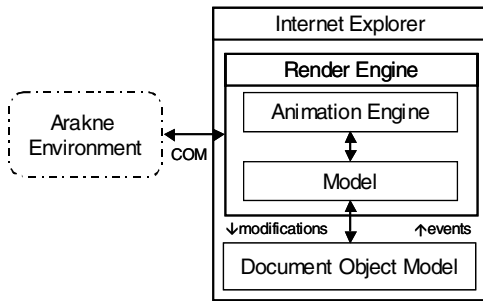 Internet Explorer
Render Engine
Animation Engine
Arakne
Environment
COM
Model
↓modifications ↑events
Document Object Model